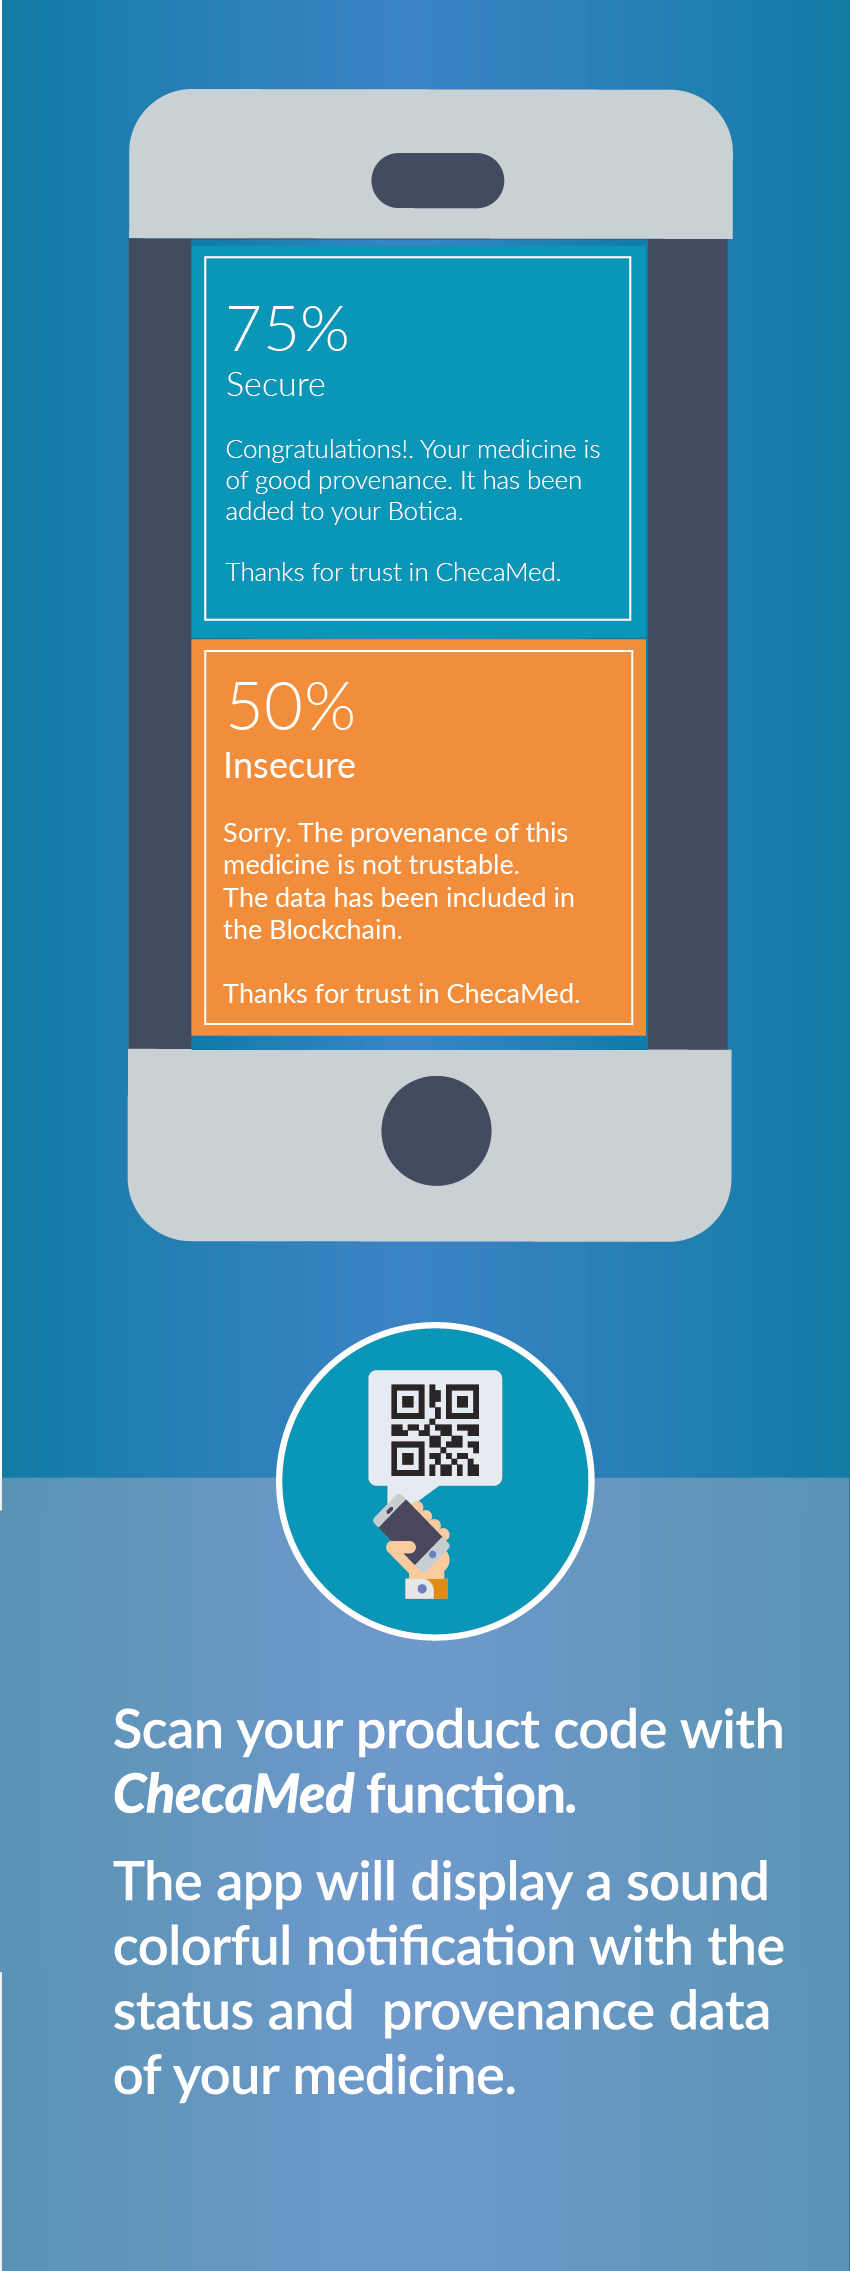 75%
Secure
Congratulations!. Your medicine is
of good provenance. It has been
added to your Botica.
Thanks for trust in ChecaMed.
50%
Insecure
Sorry. The provenance of this
medicine is not trustable.
The data has been included in
the Blockchain.
Thanks for trust in ChecaMed.
Scan your product code with
ChecaMed function.
The app will display a sound
colorful notification with the
status and  provenance data
of your medicine.